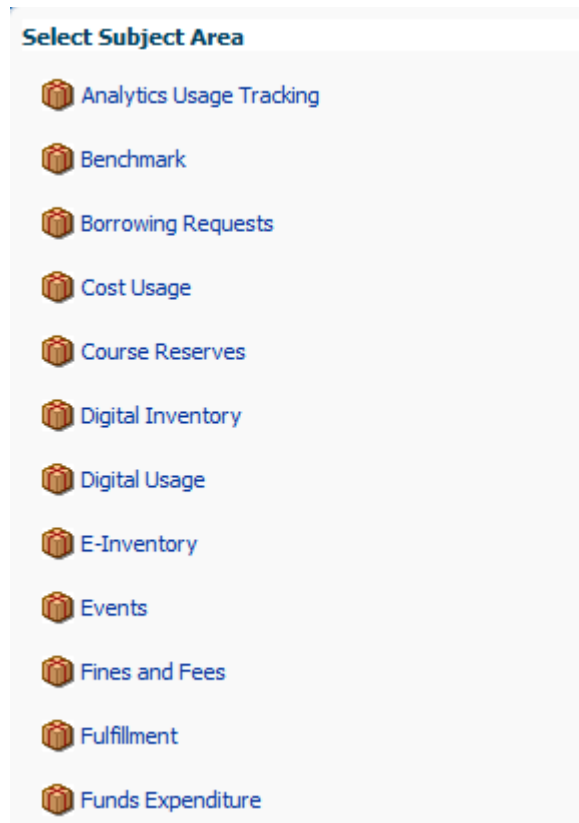 Select Subject Area
Analytics Usage Tracking
Benchmark
Borrowing Requests
Cost Usage
Course Reserves
Digital Inventory
Digital Usage
E-Inventory
Events
Fines and Fees
Fulfillment
Funds Expenditure